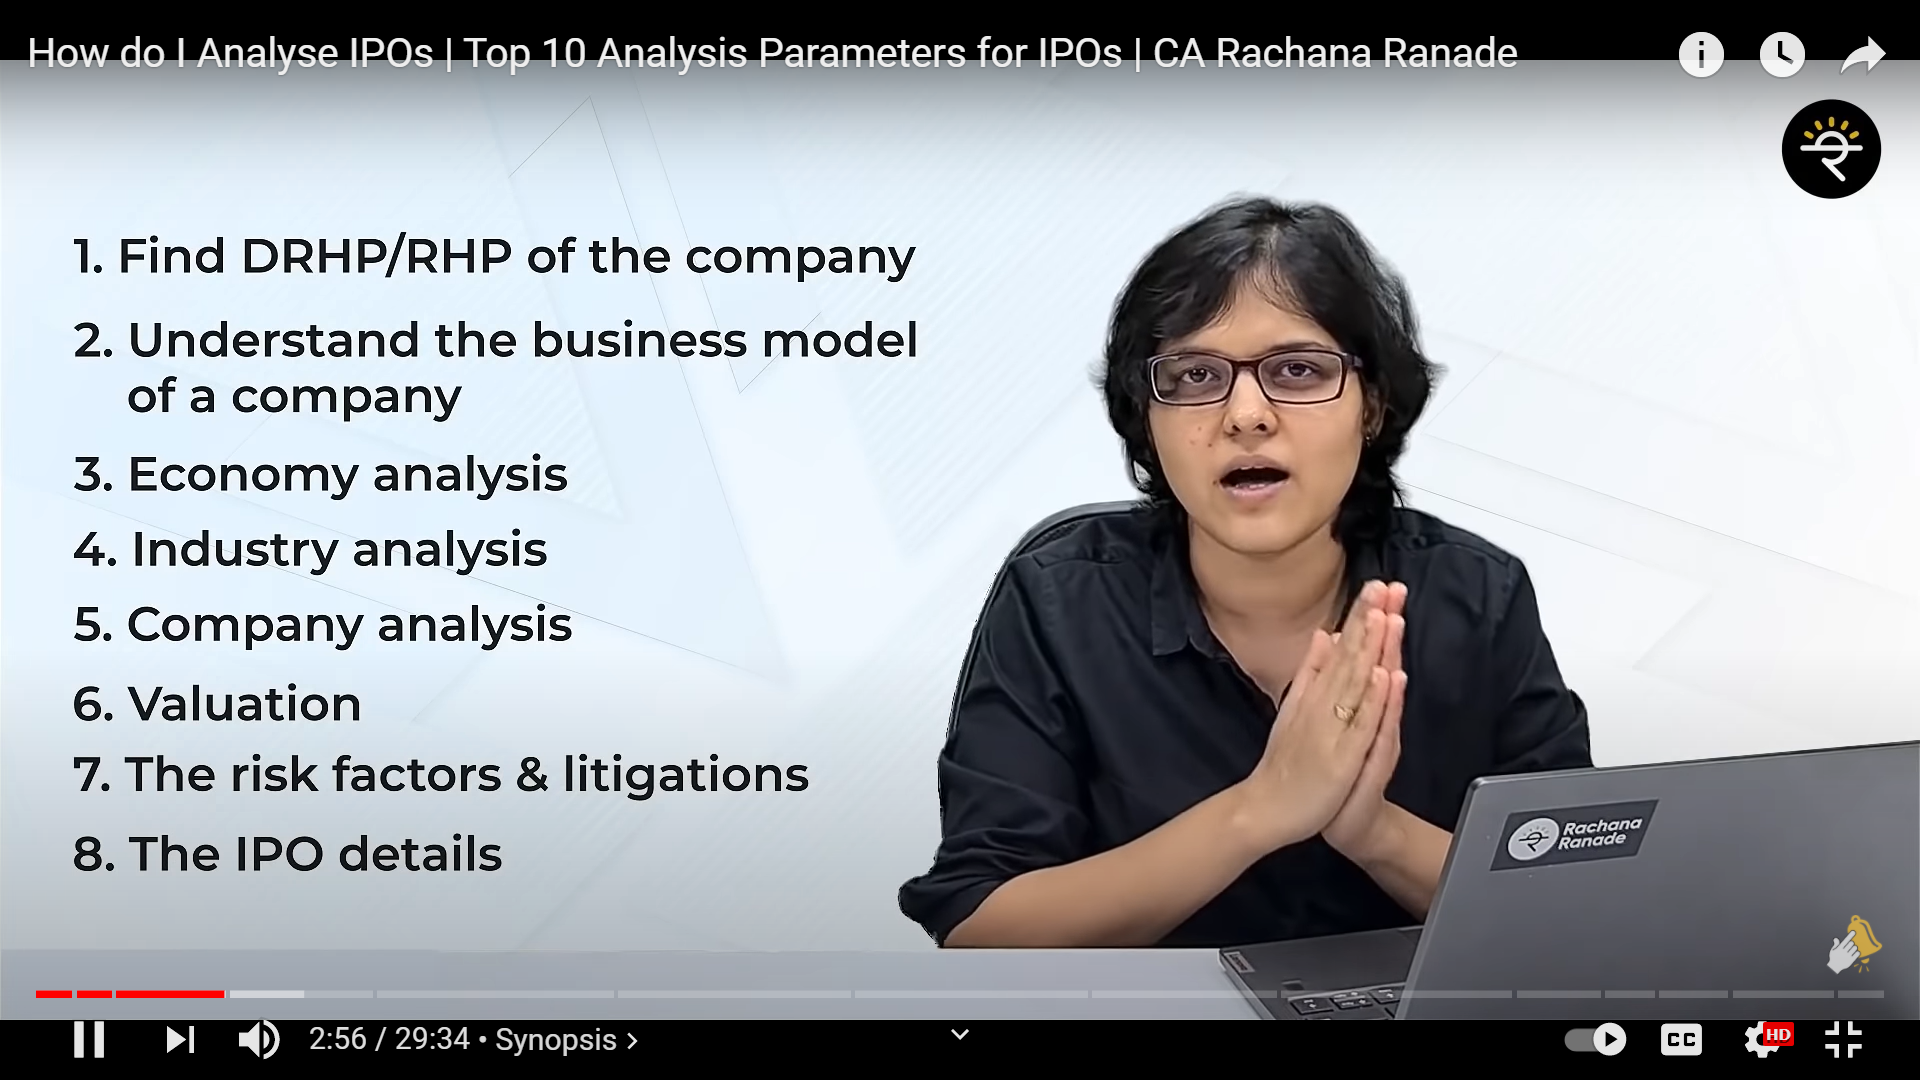 How do I Analyse IPOs | Top 10 Analysis Parameters for IPOs | CA Rachana Ranade
1. Find DRHP/RHP of the company
2. Understand the business model
of a company
3. Economy analysis
4. Industry analysis
5. Company analysis
6. Valuation
7. The risk factors & litigations
8. The IPO details
Rachana
Ranade
Lenovo
2:56 / 29:34 • Synopsis
CC
HD